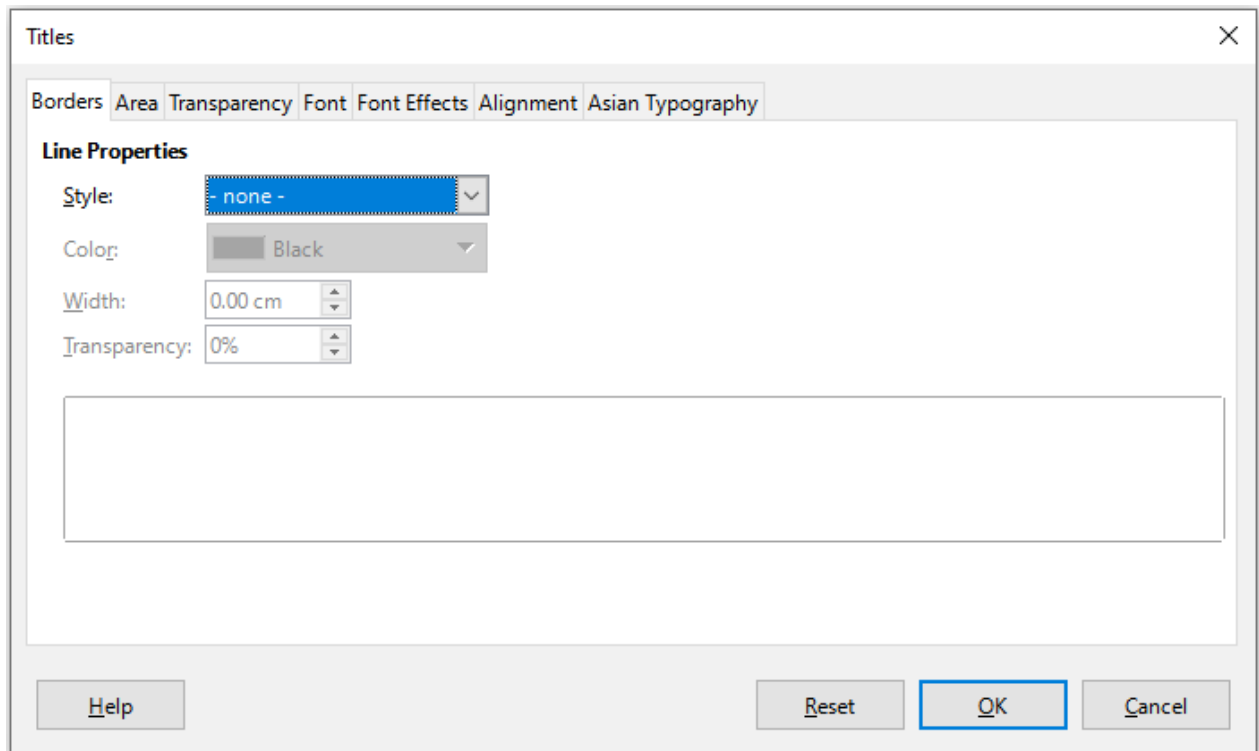 Titles
Borders Area Transparency Font Font Effects Alignment Asian Typography
Line Properties
Style: - none -
Color: Black
Width: 0.00 cm
Transparency: 0%
Help Reset OK Cancel